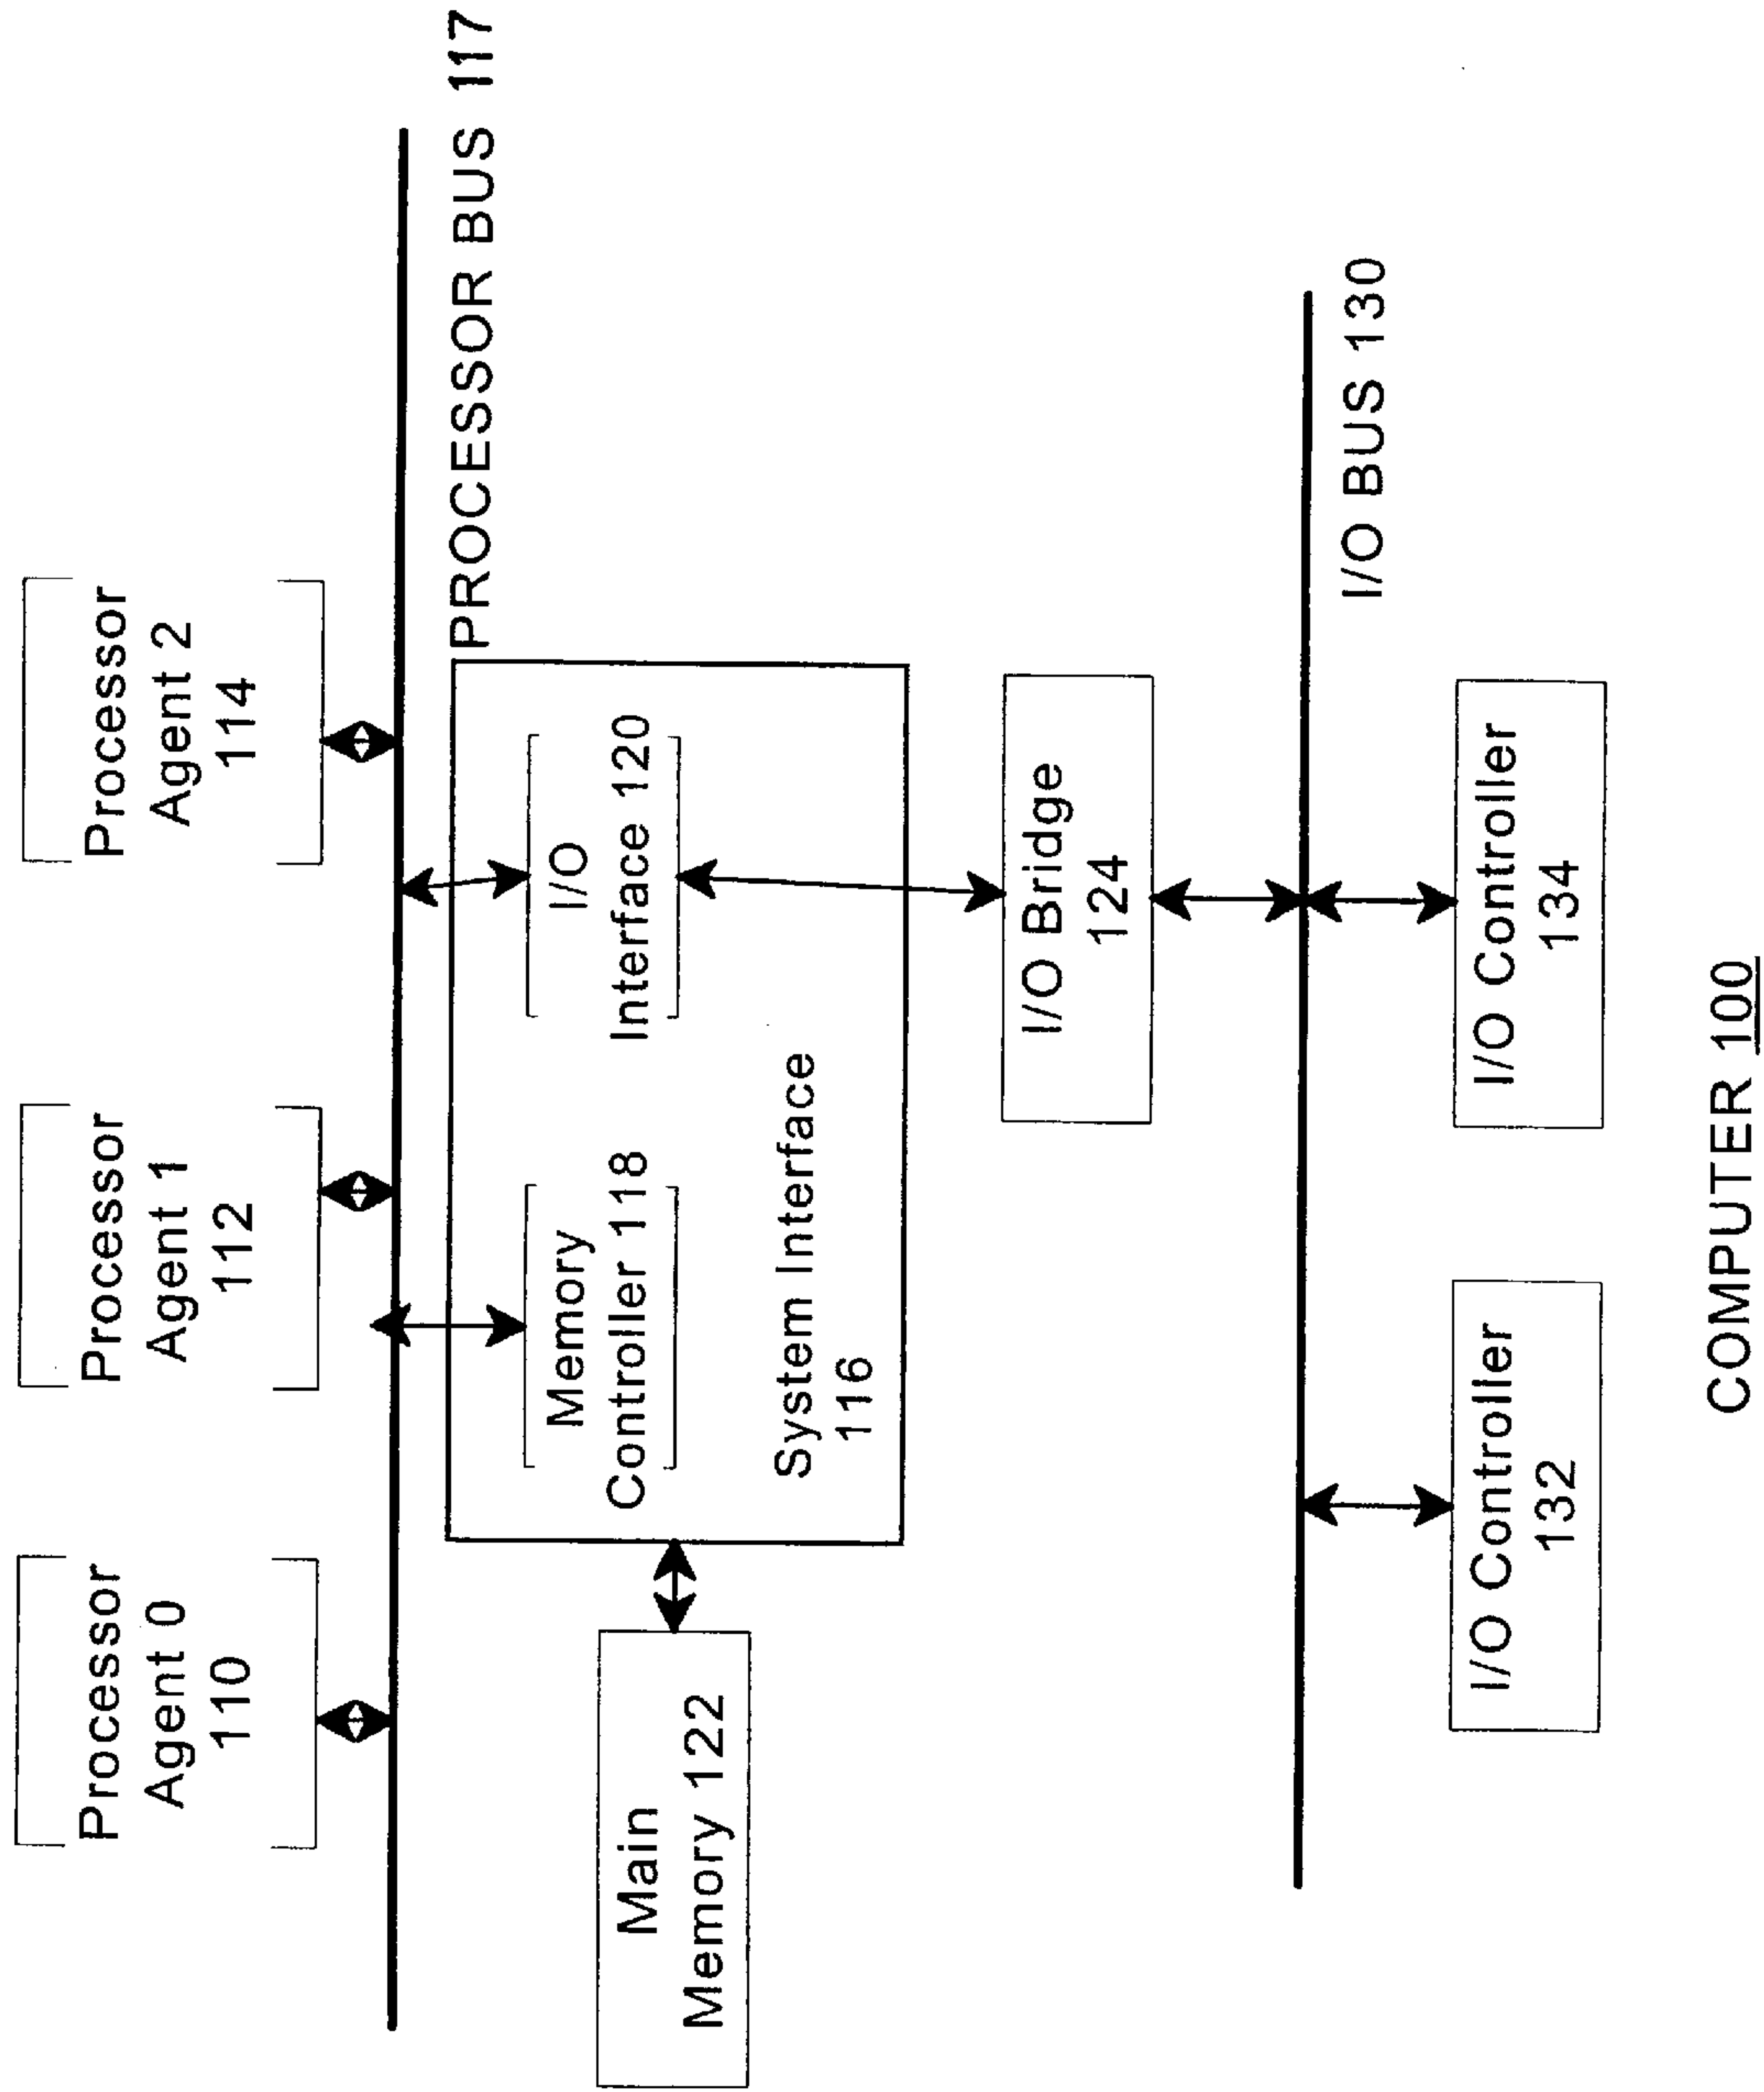 Processor
Agent 0
110
Processor
Agent 1
112
Processor
Agent 2
114
PROCESSOR BUS 117
Memory
Controller 118
I/O
Interface 120
System Interface
116
Main
Memory 122
I/O Bridge
124
I/O BUS 130
I/O Controller
132
I/O Controller
134
COMPUTER 100